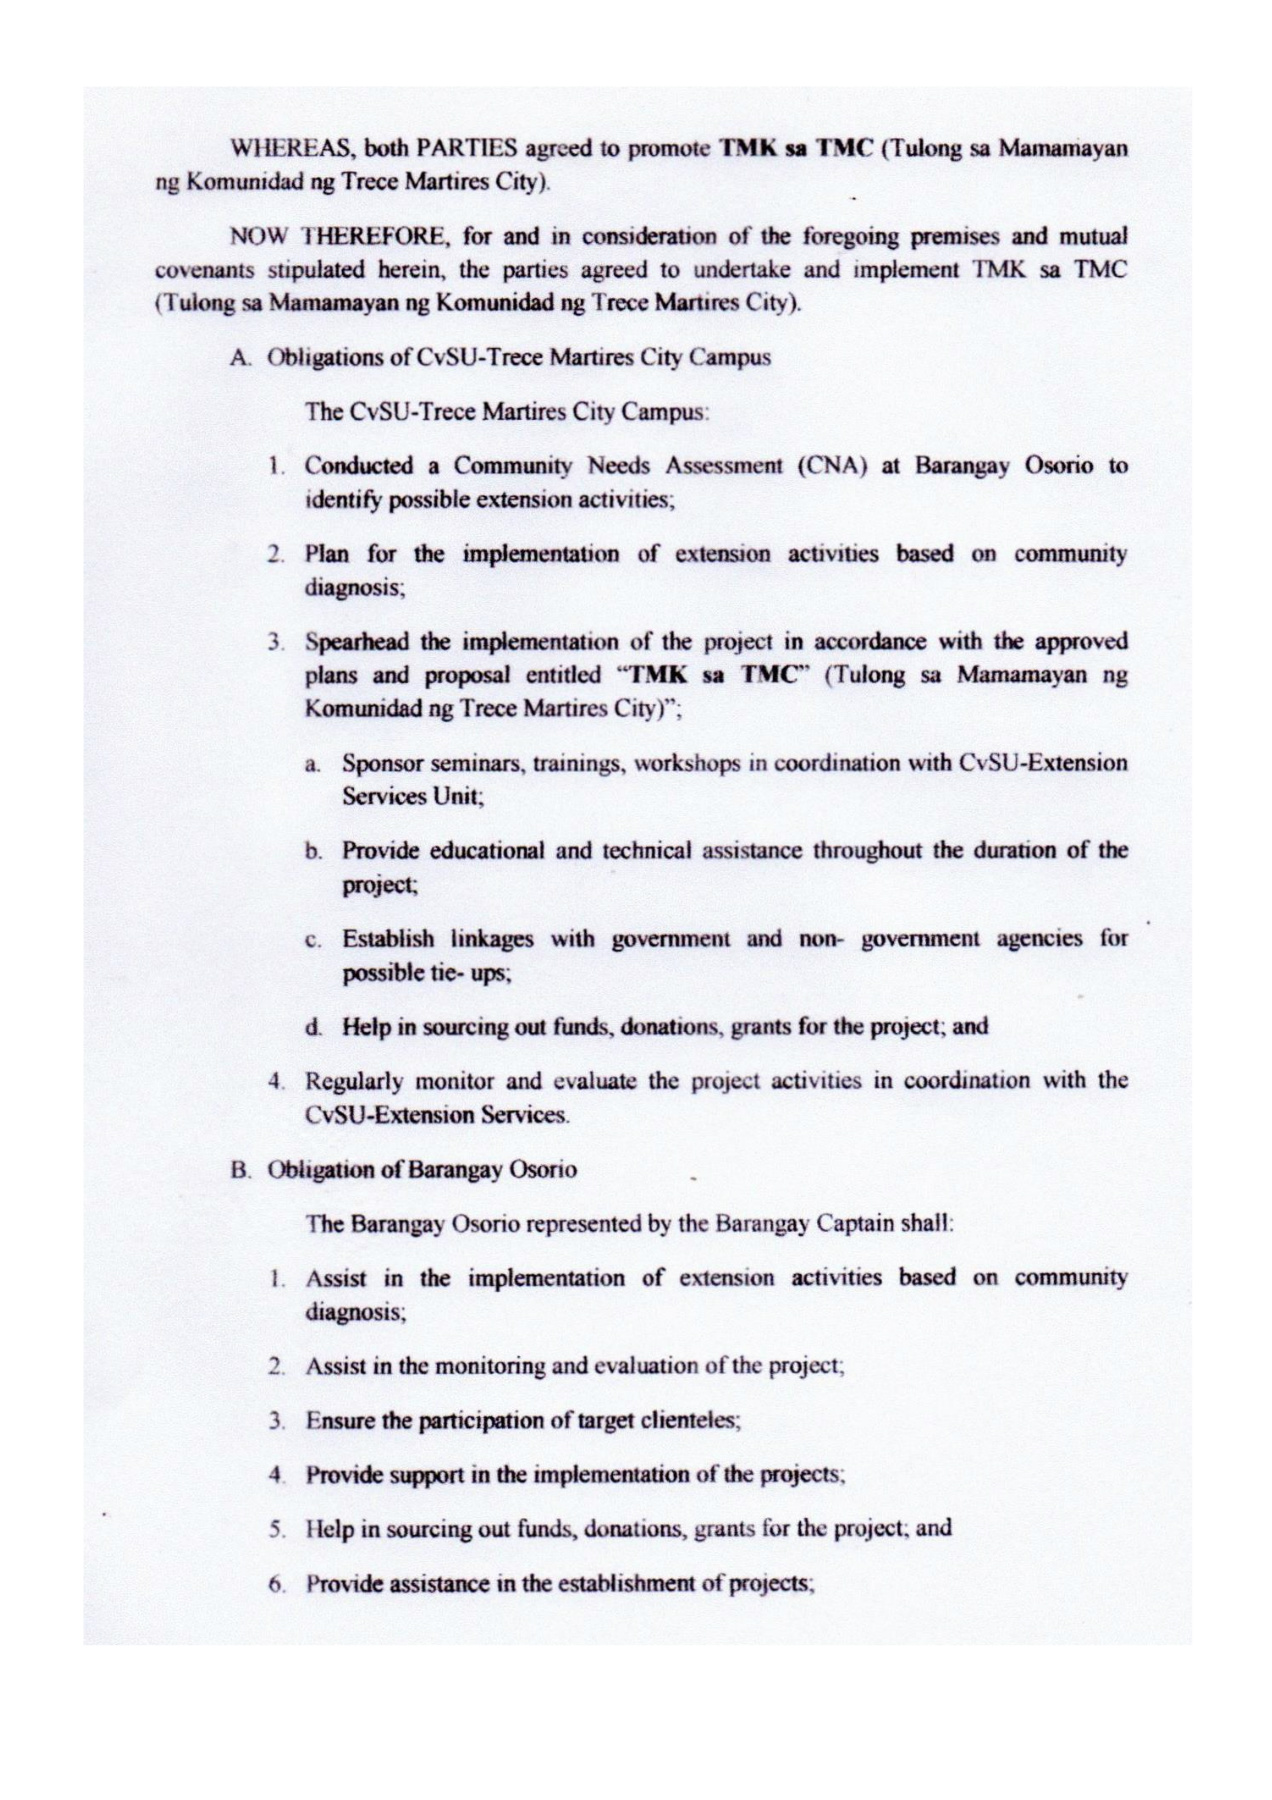 WHEREAS, both PARTIES agreed to promote TMK sa TMC (Tulong sa Mamamayan
ng Komunidad ng Trece Martires City).
NOW THEREFORE, for and in consideration of the foregoing premises and mutual
covenants stipulated herein, the parties agreed to undertake and implement TMK sa TMC
(Tulong sa Mamamayan ng Komunidad ng Trece Martires City).
A. Obligations of CvSU-Trece Martires City Campus
The CvSU-Trece Martires City Campus:
1. Conducted a Community Needs Assessment (CNA) at Barangay Osorio to
identify possible extension activities;
2. Plan for the implementation of extension activities based on community
diagnosis;
3. Spearhead the implementation of the project in accordance with the approved
plans and proposal entitled “TMK sa TMC” (Tulong sa Mamamayan ng
Komunidad ng Trece Martires City)”;
a. Sponsor seminars, trainings, workshops in coordination with CvSU-Extension
Services Unit;
b. Provide educational and technical assistance throughout the duration of the
project;
c. Establish linkages with government and non- government agencies for
possible tie- ups;
d. Help in sourcing out funds, donations, grants for the project; and
4. Regularly monitor and evaluate the project activities in coordination with the
CvSU-Extension Services.
B. Obligation of Barangay Osorio
The Barangay Osorio represented by the Barangay Captain shall:
1. Assist in the implementation of extension activities based on community
diagnosis;
2. Assist in the monitoring and evaluation of the project;
3. Ensure the participation of target clienteles;
4. Provide support in the implementation of the projects;
5. Help in sourcing out funds, donations, grants for the project; and
6. Provide assistance in the establishment of projects;